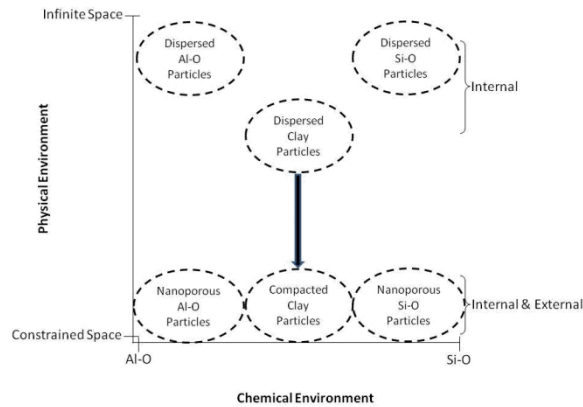 Infinite Space
Dispersed
Al-O
Particles
Dispersed
Si-O
Particles
Internal
Dispersed
Clay
Particles
Physical Environment
Nanoporous
Al-O
Particles
Compacted
Clay
Particles
Nanoporous
Si-O
Particles
Internal & External
Constrained Space
Al-O
Si-O
Chemical Environment